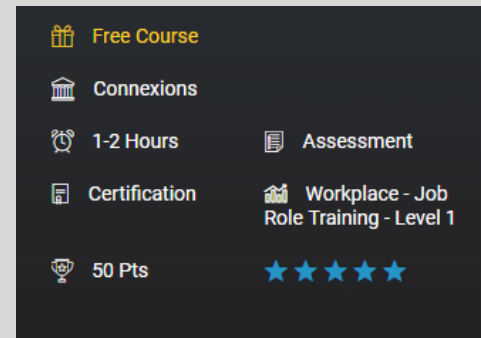 Free Course
Connexions
1-2 Hours
Assessment
Certification
Workplace - Job
Role Training - Level 1
50 Pts